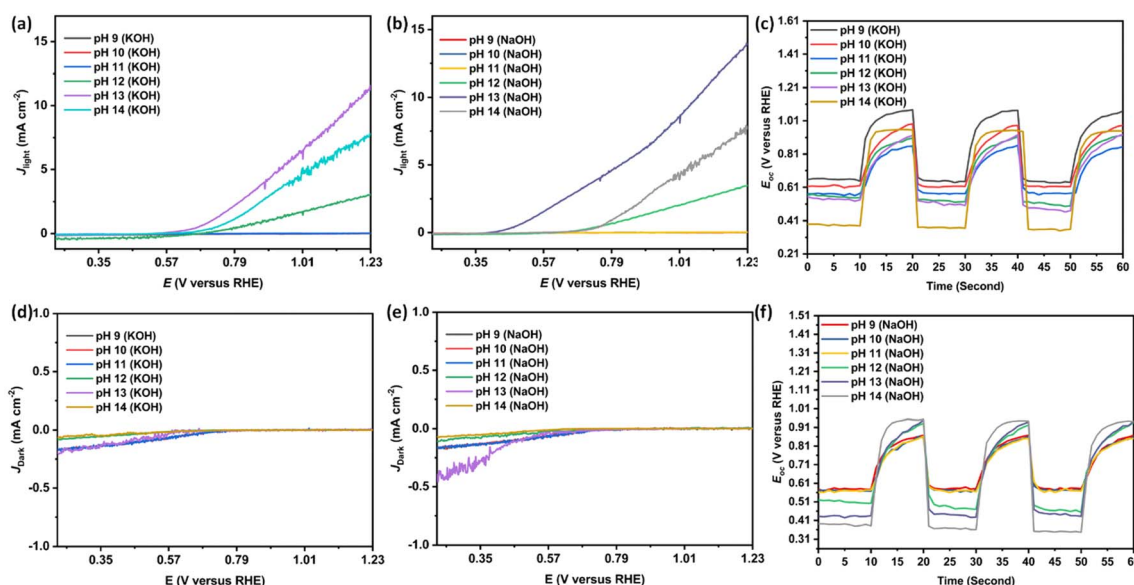 (a)
15
10
5
0
J_light (mA cm⁻²)
pH 9 (KOH)
pH 10 (KOH)
pH 11 (KOH)
pH 12 (KOH)
pH 13 (KOH)
pH 14 (KOH)
0.35 0.57 0.79 1.01 1.23
E (V versus RHE)
(b)
15
10
5
0
J_light (mA cm⁻²)
pH 9 (NaOH)
pH 10 (NaOH)
pH 11 (NaOH)
pH 12 (NaOH)
pH 13 (NaOH)
pH 14 (NaOH)
0.35 0.57 0.79 1.01 1.23
E (V versus RHE)
(c)
1.61
1.41
1.21
1.01
0.81
0.61
0.41
0.21
E_oc (V versus RHE)
pH 9 (KOH)
pH 10 (KOH)
pH 11 (KOH)
pH 12 (KOH)
pH 13 (KOH)
pH 14 (KOH)
0 10 20 30 40 50 60
Time (Second)
(d)
1.0
0.5
0.0
-0.5
-1.0
J_Dark (mA cm⁻²)
pH 9 (KOH)
pH 10 (KOH)
pH 11 (KOH)
pH 12 (KOH)
pH 13 (KOH)
pH 14 (KOH)
0.35 0.57 0.79 1.01 1.23
E (V versus RHE)
(e)
1.0
0.5
0.0
-0.5
-1.0
J_Dark (mA cm⁻²)
pH 9 (NaOH)
pH 10 (NaOH)
pH 11 (NaOH)
pH 12 (NaOH)
pH 13 (NaOH)
pH 14 (NaOH)
0.35 0.57 0.79 1.01 1.23
E (V versus RHE)
(f)
1.51
1.41
1.31
1.21
1.11
1.01
0.91
0.81
0.71
0.61
0.51
0.41
0.31
E_oc (V versus RHE)
pH 9 (NaOH)
pH 10 (NaOH)
pH 11 (NaOH)
pH 12 (NaOH)
pH 13 (NaOH)
pH 14 (NaOH)
0 10 20 30 40 50 60
Time (Second)